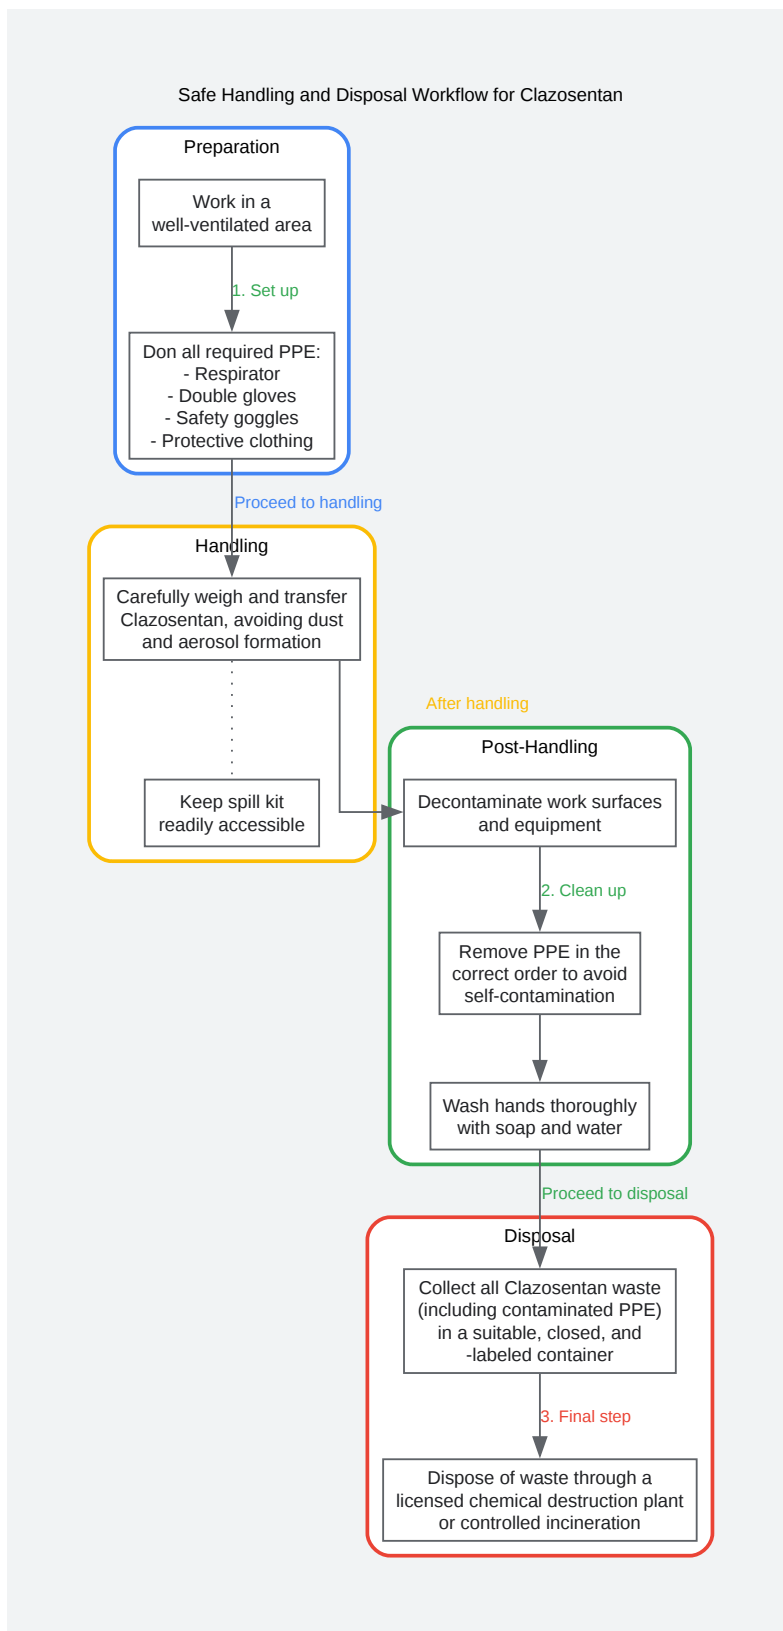 Safe Handling and Disposal Workflow for Clazosentan
Preparation
Work in a
well-ventilated area
1. Set up
Don all required PPE:
- Respirator
- Double gloves
- Safety goggles
- Protective clothing
Proceed to handling
Handling
Carefully weigh and transfer
Clazosentan, avoiding dust
and aerosol formation
Keep spill kit
readily accessible
After handling
Post-Handling
Decontaminate work surfaces
and equipment
2. Clean up
Remove PPE in the
correct order to avoid
self-contamination
Wash hands thoroughly
with soap and water
Proceed to disposal
Disposal
Collect all Clazosentan waste
(including contaminated PPE)
in a suitable, closed, and
-labeled container
3. Final step
Dispose of waste through a
licensed chemical destruction plant
or controlled incineration